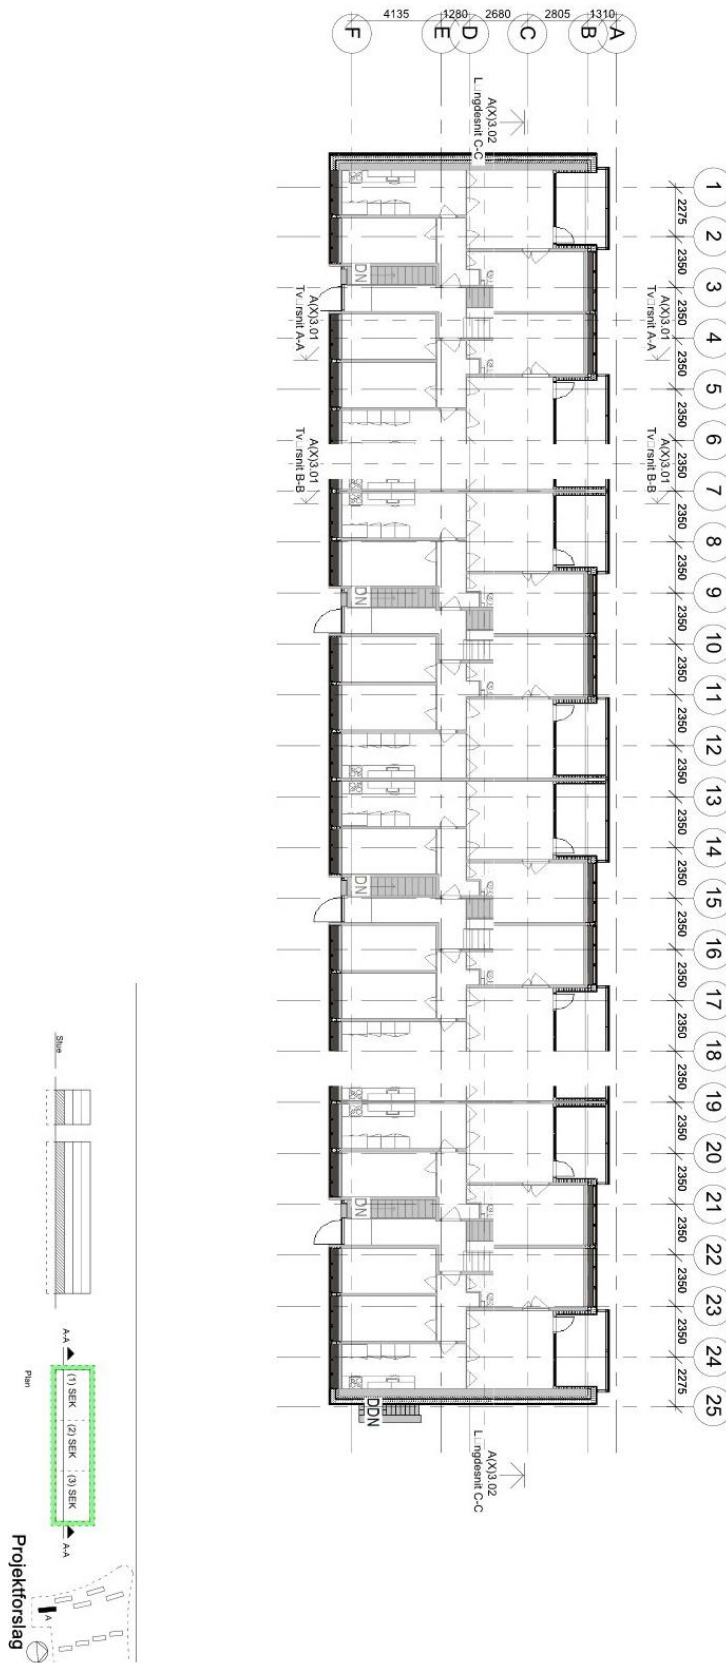 4135 1280 2680 2805 1310
F E D C B A
A(X)3.02
L□ngdesnit C-C
1
2275
2
2350
3
2350
4
2350
5
2350
6
2350
7
2350
8
2350
9
2350
10
2350
11
2350
12
2350
13
2350
14
2350
15
2350
16
2350
17
2350
18
2350
19
2350
20
2350
21
2350
22
2350
23
2350
24
2275
25
A(X)3.01
Tv□rsnit A-A
A(X)3.01
Tv□rsnit A-A
A(X)3.01
Tv□rsnit B-B
A(X)3.01
Tv□rsnit B-B
DN
DN
DN
DN
DDN
A(X)3.02
L□ngdesnit C-C
Stue
A-A
(1) SEK (2) SEK (3) SEK
A-A
Plan
A
Projektforslag